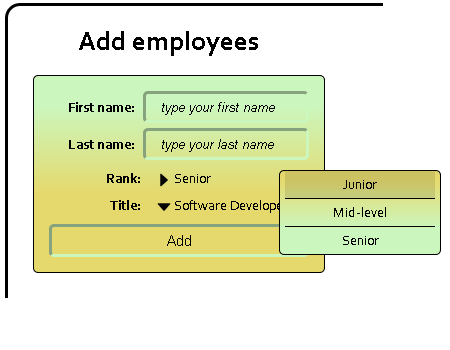 Add employees
First name: type your first name
Last name: type your last name
Rank: Senior
Title: Software Develope
Junior
Mid-level
Senior
Add